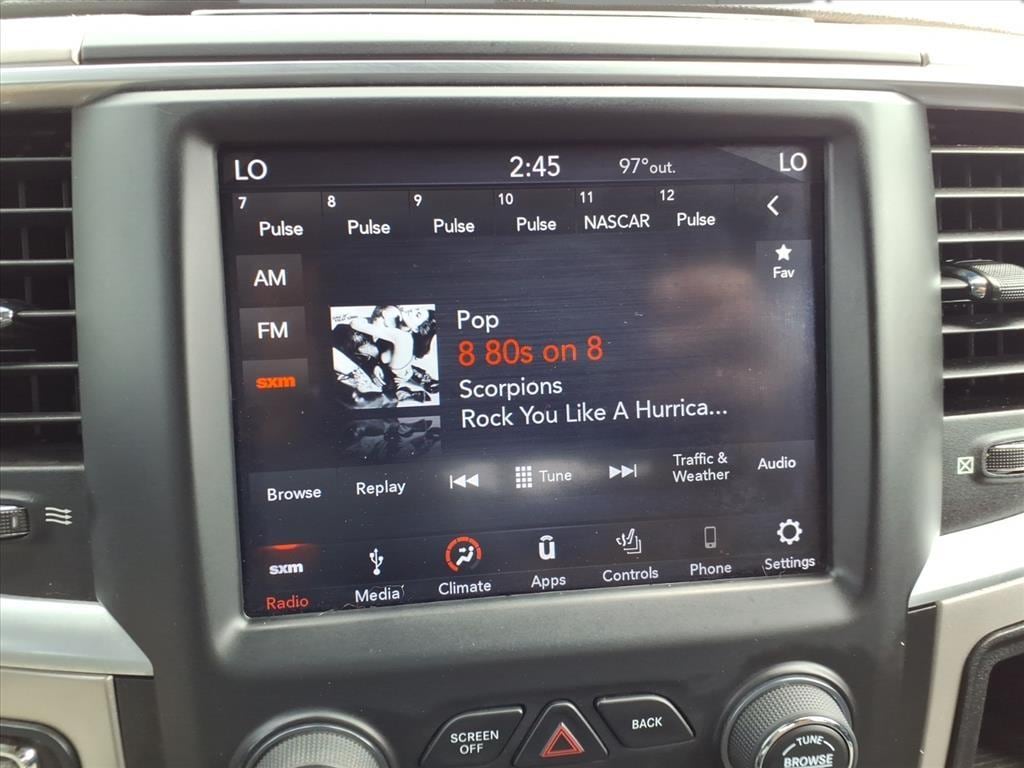 LO 2:45 97°out. LO
7 8 9 10 11 12
Pulse Pulse Pulse Pulse NASCAR Pulse
Fav
AM
FM
sxm
Pop
8 80s on 8
Scorpions
Rock You Like A Hurrica...
Browse Replay Tune Traffic &
Weather Audio
sxm
Radio Media Climate Apps Controls Phone Settings
SCREEN
OFF
BACK
TUNE
BROWSE